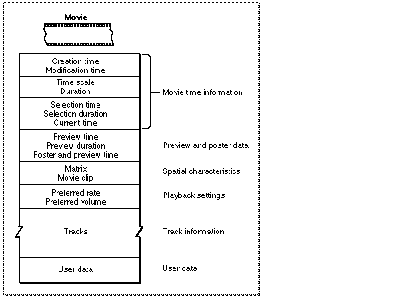 Movie
Creation time
Modification time
Time scale
Duration
Selection time
Selection duration
Current time
Movie time information
Preview time
Preview duration
Poster and preview time
Preview and poster data
Matrix
Movie clip
Spatial characteristics
Preferred rate
Preferred volume
Playback settings
Tracks
Track information
User data
User data